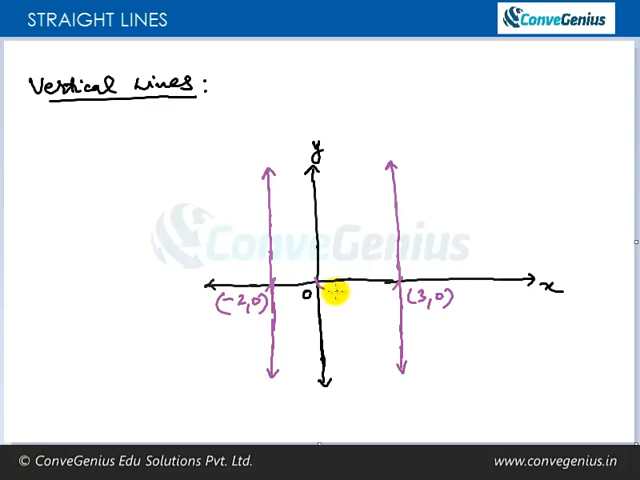 STRAIGHT LINES
ConveGenius
Vertical Lines:
y
ConveGenius
(-2,0)
0
(3,0)
x
© ConveGenius Edu Solutions Pvt. Ltd.
www.convegenius.in